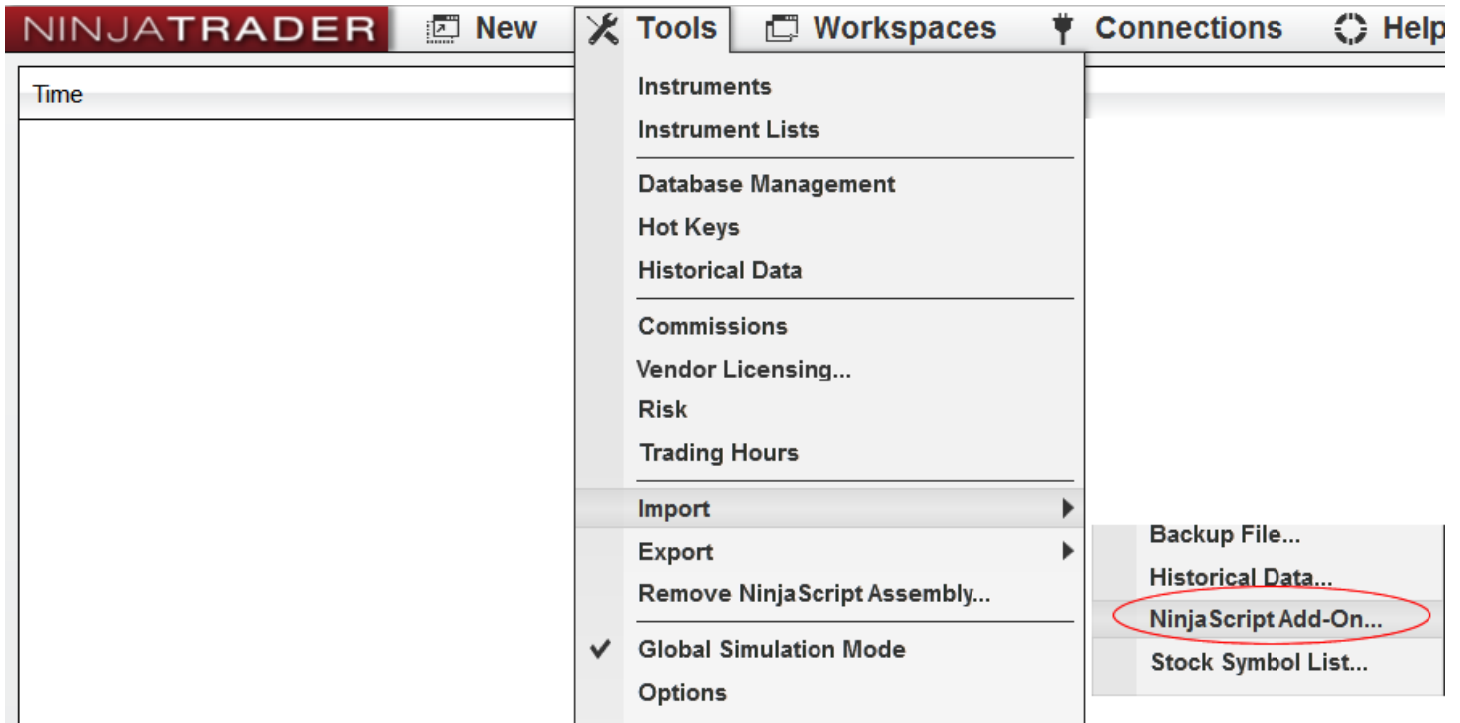 NINJATRADER New Tools Workspaces Connections Help
Time
Instruments
Instrument Lists
Database Management
Hot Keys
Historical Data
Commissions
Vendor Licensing...
Risk
Trading Hours
Import
Export
Remove NinjaScript Assembly...
Global Simulation Mode
Options
Backup File...
Historical Data...
NinjaScript Add-On...
Stock Symbol List...